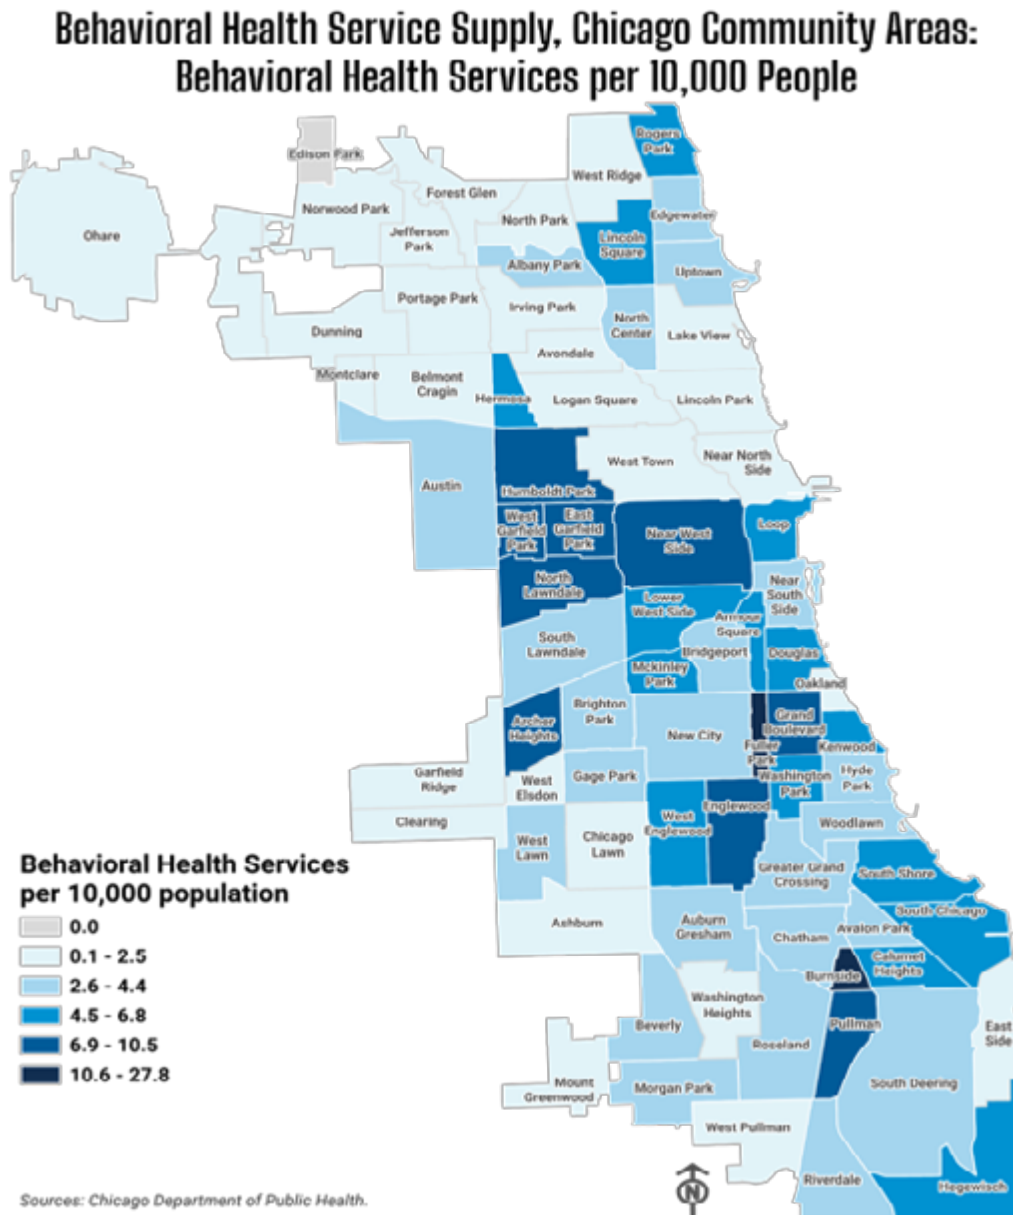 Behavioral Health Service Supply, Chicago Community Areas:
Behavioral Health Services per 10,000 People
Rogers
Park
Edison Park
West Ridge
Forest Glen
Norwood Park
North Park
Edgewater
Ohare
Jefferson
Park
Lincoln
Square
Albany Park
Uptown
Portage Park
Irving Park
North
Center
Dunning
Lake View
Avondale
Montclare
Belmont
Cragin
Hermosa
Logan Square
Lincoln Park
West Town
Near North
Side
Austin
Humboldt Park
West
Garfield
Park
East
Garfield
Park
Near West
Side
Loop
North
Lawndale
Near
South
Side
Lower
West Side
Armour
Square
South
Lawndale
Bridgeport
Douglas
Mckinley
Park
Oakland
Archer
Heights
Brighton
Park
New City
Grand
Boulevard
Fuller
Park
Kenwood
Garfield
Ridge
West
Elsdon
Gage Park
Washington
Park
Hyde
Park
Clearing
West
Lawn
Chicago
Lawn
West
Englewood
Englewood
Woodlawn
Greater Grand
Crossing
South Shore
Ashburn
Auburn
Gresham
Chatham
Avalon Park
South Chicago
Burnside
Calumet
Heights
Washington
Heights
Beverly
Roseland
Pullman
East
Side
Mount
Greenwood
Morgan Park
South Deering
West Pullman
Riverdale
Hegewisch
Behavioral Health Services
per 10,000 population
0.0
0.1 - 2.5
2.6 - 4.4
4.5 - 6.8
6.9 - 10.5
10.6 - 27.8
N
Sources: Chicago Department of Public Health.